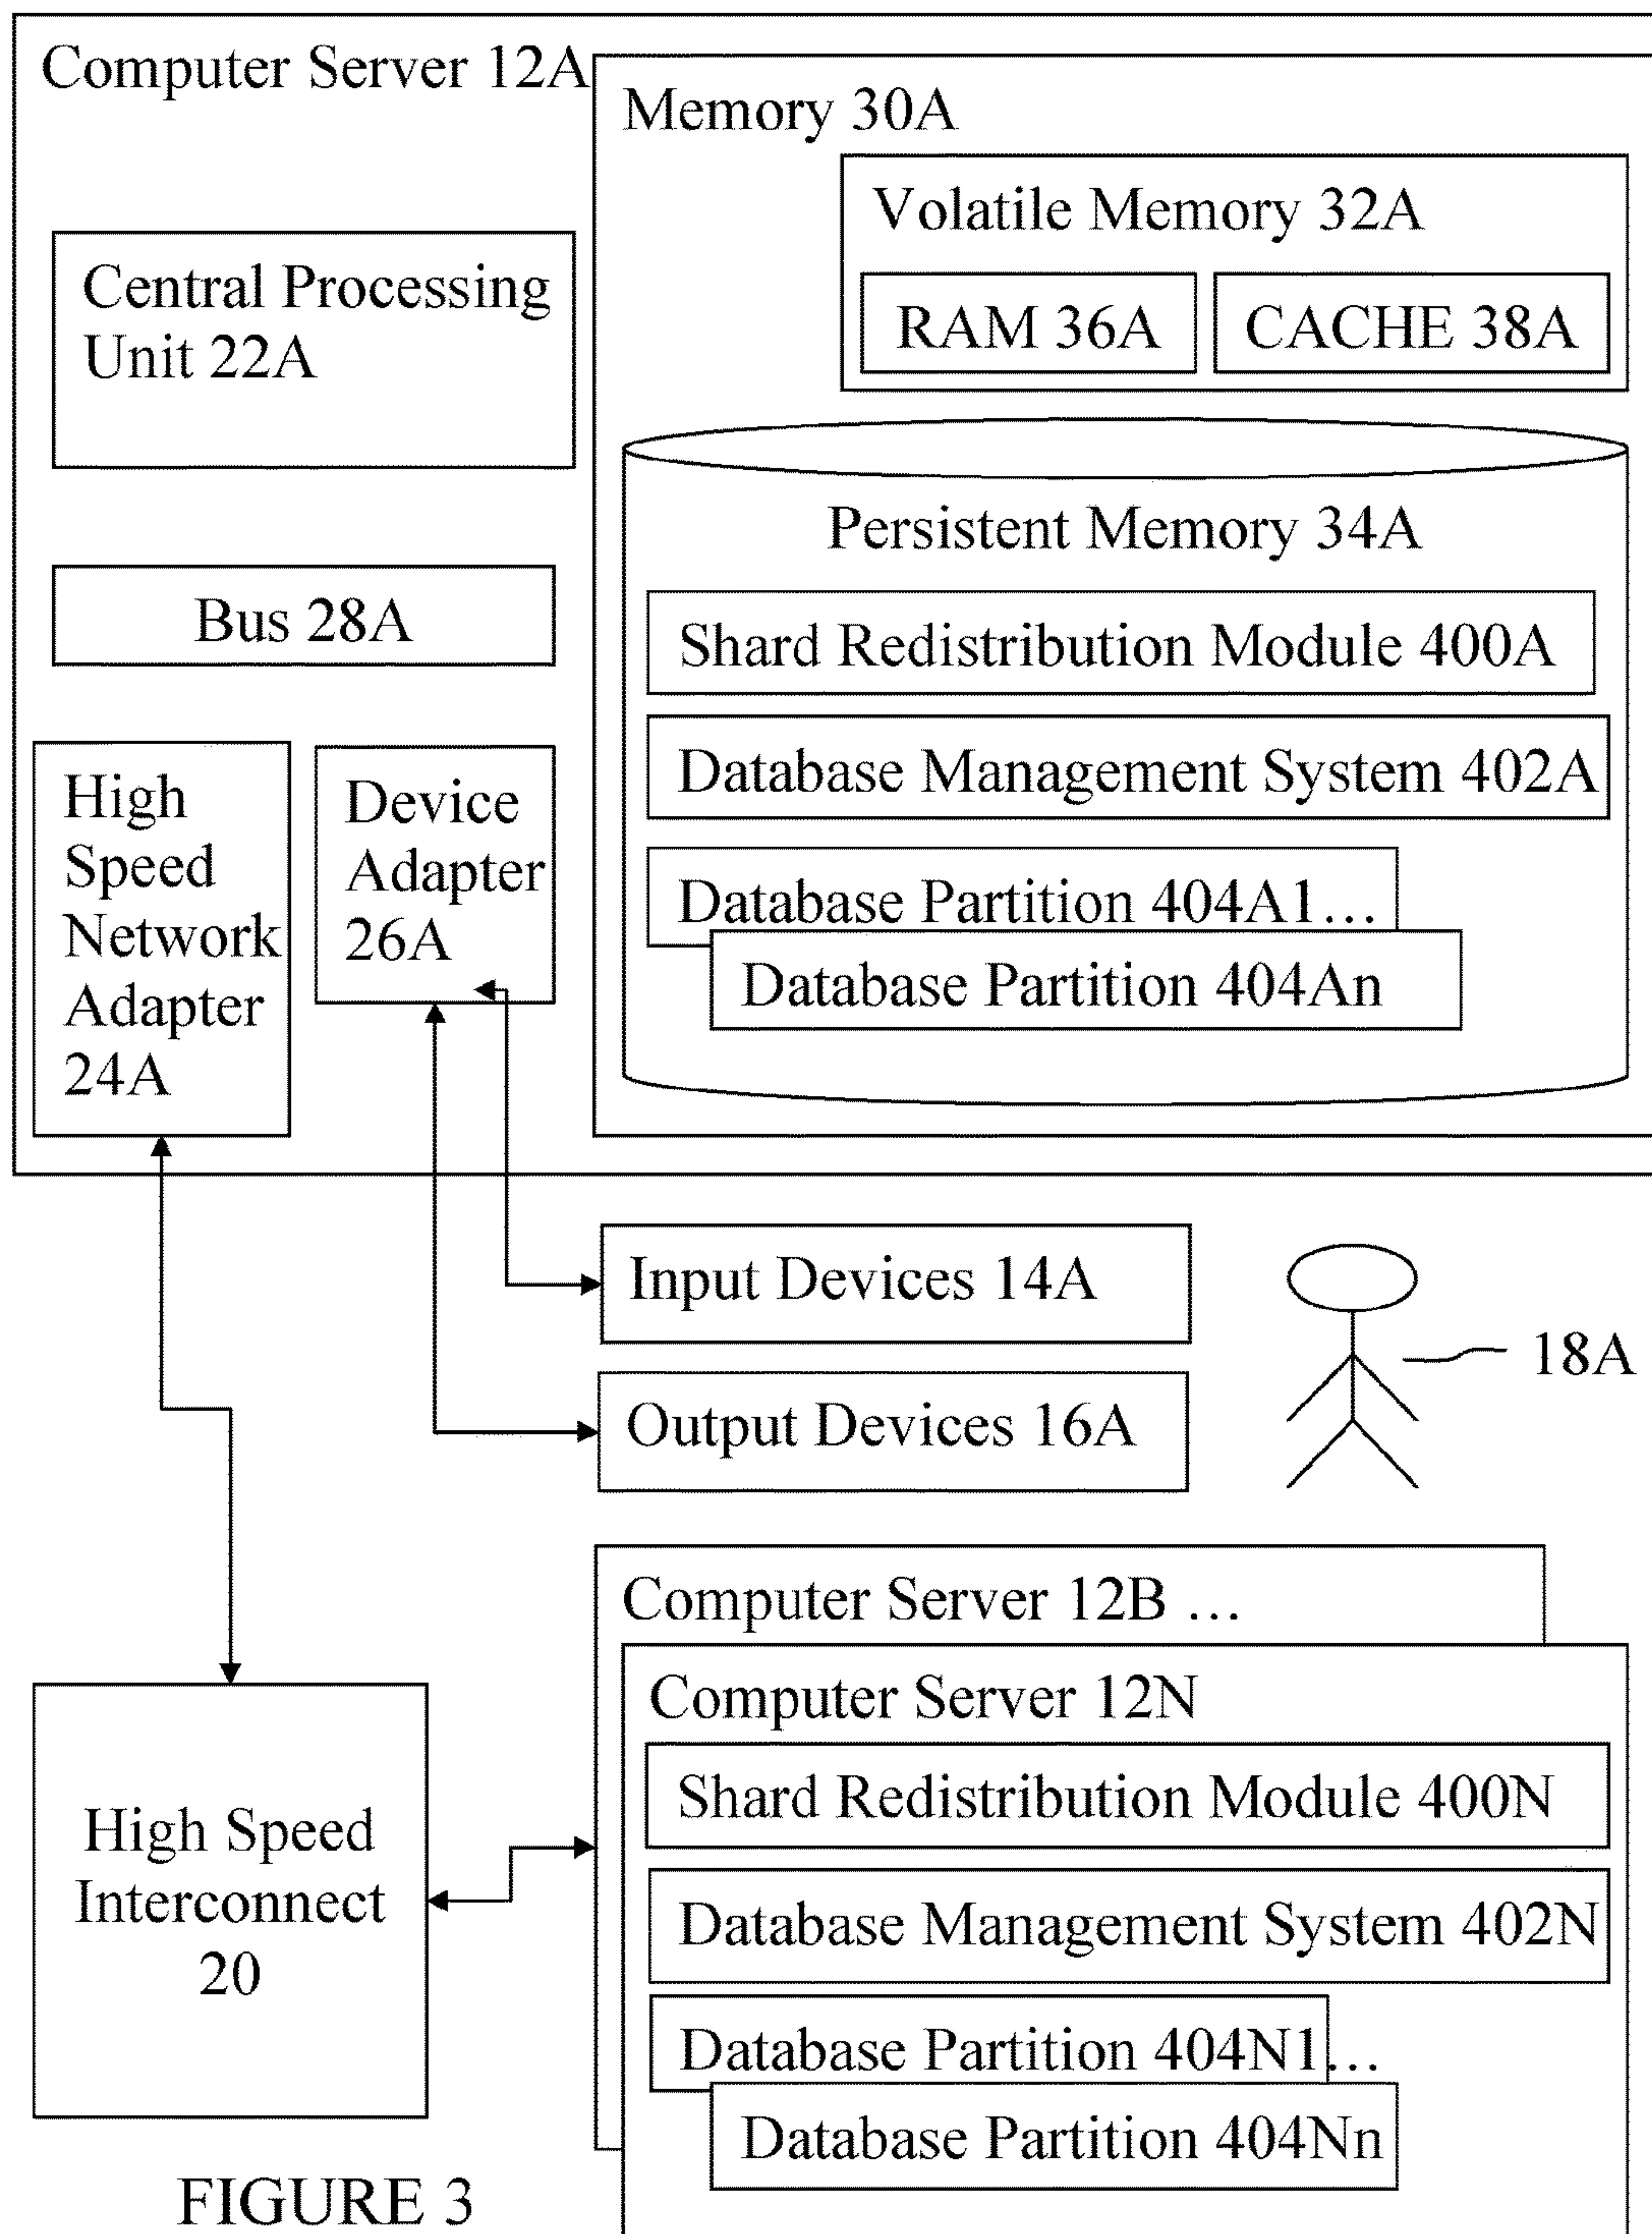 Computer Server 12A
Memory 30A
Volatile Memory 32A
RAM 36A
CACHE 38A
Central Processing
Unit 22A
Persistent Memory 34A
Bus 28A
Shard Redistribution Module 400A
Database Management System 402A
High
Speed
Network
Adapter
24A
Device
Adapter
26A
Database Partition 404A1...
Database Partition 404An
Input Devices 14A
Output Devices 16A
18A
Computer Server 12B ...
Computer Server 12N
Shard Redistribution Module 400N
Database Management System 402N
Database Partition 404N1...
Database Partition 404Nn
High Speed
Interconnect
20
FIGURE 3